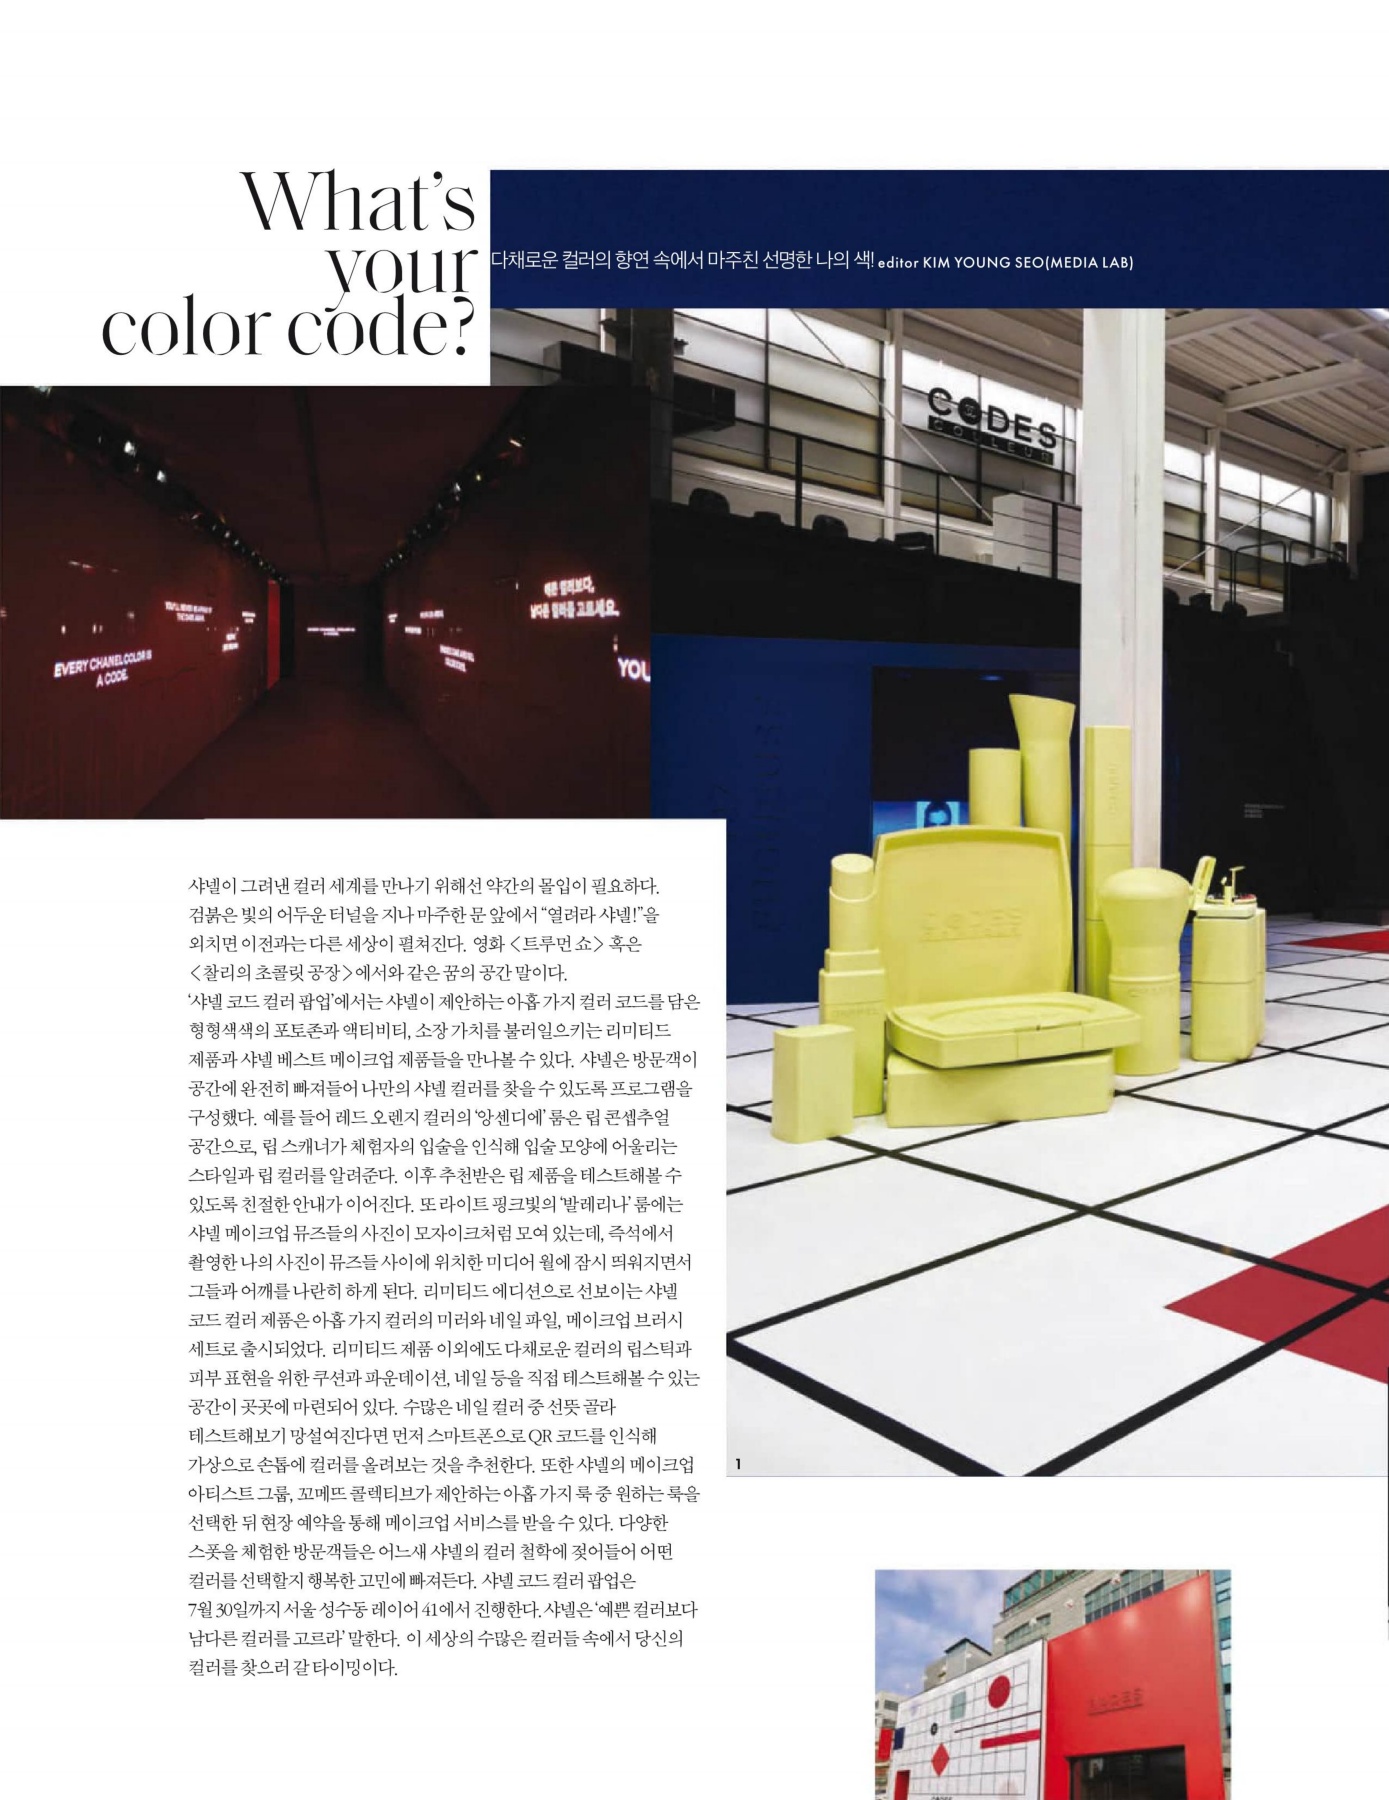 What's
your
color code?
다채로운 컬러의 향연 속에서 마주친 선명한 나의 색! editor KIM YOUNG SEO(MEDIA LAB)
CODES
COULEUR
EVERY CHANEL COLOR IS
A CODE.
예쁜 컬러보다,
남다른 컬러를 고르세요.
YOU
CODES
CHANEL
샤넬이 그려낸 컬러 세계를 만나기 위해선 약간의 몰입이 필요하다.
검붉은 빛의 어두운 터널을 지나 마주한 문 앞에서 “열려라 샤넬!”을
외치면 이전과는 다른 세상이 펼쳐진다. 영화 <트루먼 쇼> 혹은
<찰리의 초콜릿 공장>에서와 같은 꿈의 공간 말이다.
‘샤넬 코드 컬러 팝업’에서는 샤넬이 제안하는 아홉 가지 컬러 코드를 담은
형형색색의 포토존과 액티비티, 소장 가치를 불러일으키는 리미티드
제품과 샤넬 베스트 메이크업 제품들을 만나볼 수 있다. 샤넬은 방문객이
공간에 완전히 빠져들어 나만의 샤넬 컬러를 찾을 수 있도록 프로그램을
구성했다. 예를 들어 레드 오렌지 컬러의 ‘앙센디에’ 룸은 립 콘셉추얼
공간으로, 립 스캐너가 체험자의 입술을 인식해 입술 모양에 어울리는
스타일과 립 컬러를 알려준다. 이후 추천받은 립 제품을 테스트해볼 수
있도록 친절한 안내가 이어진다. 또 라이트 핑크빛의 ‘발레리나’ 룸에는
샤넬 메이크업 뮤즈들의 사진이 모자이크처럼 모여 있는데, 즉석에서
촬영한 나의 사진이 뮤즈들 사이에 위치한 미디어 월에 잠시 띄워지면서
그들과 어깨를 나란히 하게 된다. 리미티드 에디션으로 선보이는 샤넬
코드 컬러 제품은 아홉 가지 컬러의 미러와 네일 파일, 메이크업 브러시
세트로 출시되었다. 리미티드 제품 이외에도 다채로운 컬러의 립스틱과
피부 표현을 위한 쿠션과 파운데이션, 네일 등을 직접 테스트해볼 수 있는
공간이 곳곳에 마련되어 있다. 수많은 네일 컬러 중 선뜻 골라
테스트해보기 망설여진다면 먼저 스마트폰으로 QR 코드를 인식해
가상으로 손톱에 컬러를 올려보는 것을 추천한다. 또한 샤넬의 메이크업
아티스트 그룹, 꼬메뜨 콜렉티브가 제안하는 아홉 가지 룩 중 원하는 룩을
선택한 뒤 현장 예약을 통해 메이크업 서비스를 받을 수 있다. 다양한
스폿을 체험한 방문객들은 어느새 샤넬의 컬러 철학에 젖어들어 어떤
컬러를 선택할지 행복한 고민에 빠져든다. 샤넬 코드 컬러 팝업은
7월 30일까지 서울 성수동 레이어 41에서 진행한다. 샤넬은 ‘예쁜 컬러보다
남다른 컬러를 고르라’ 말한다. 이 세상의 수많은 컬러들 속에서 당신의
컬러를 찾으러 갈 타이밍이다.
1
CODES